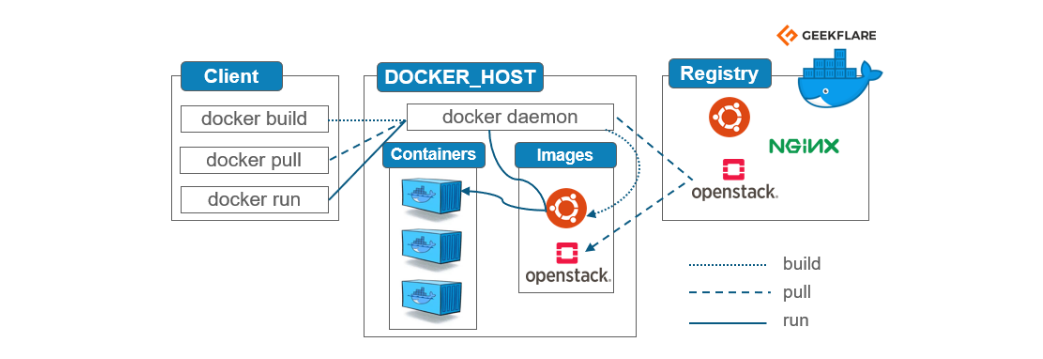 GEEKFLARE
Client
DOCKER_HOST
Registry
docker build
docker daemon
docker pull
Containers
Images
NGINX
docker run
openstack.
openstack.
build
pull
run